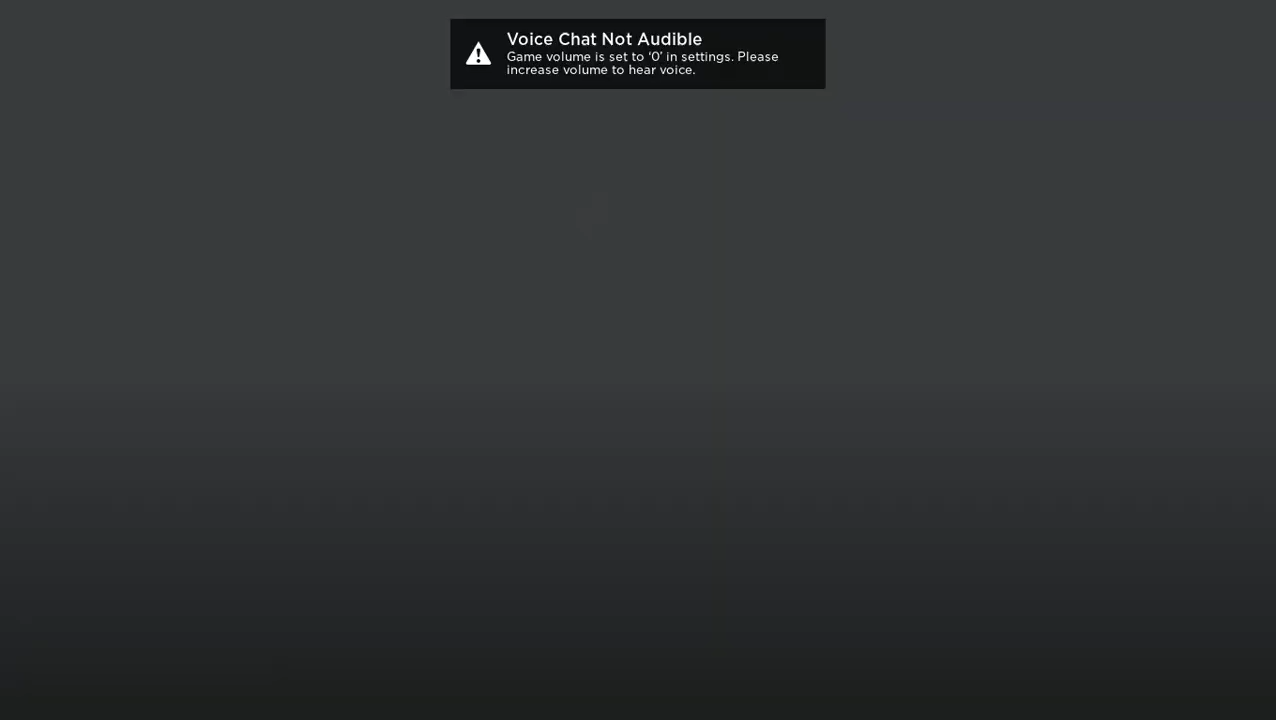 Voice Chat Not Audible
Game volume is set to ‘0’ in settings. Please
increase volume to hear voice.